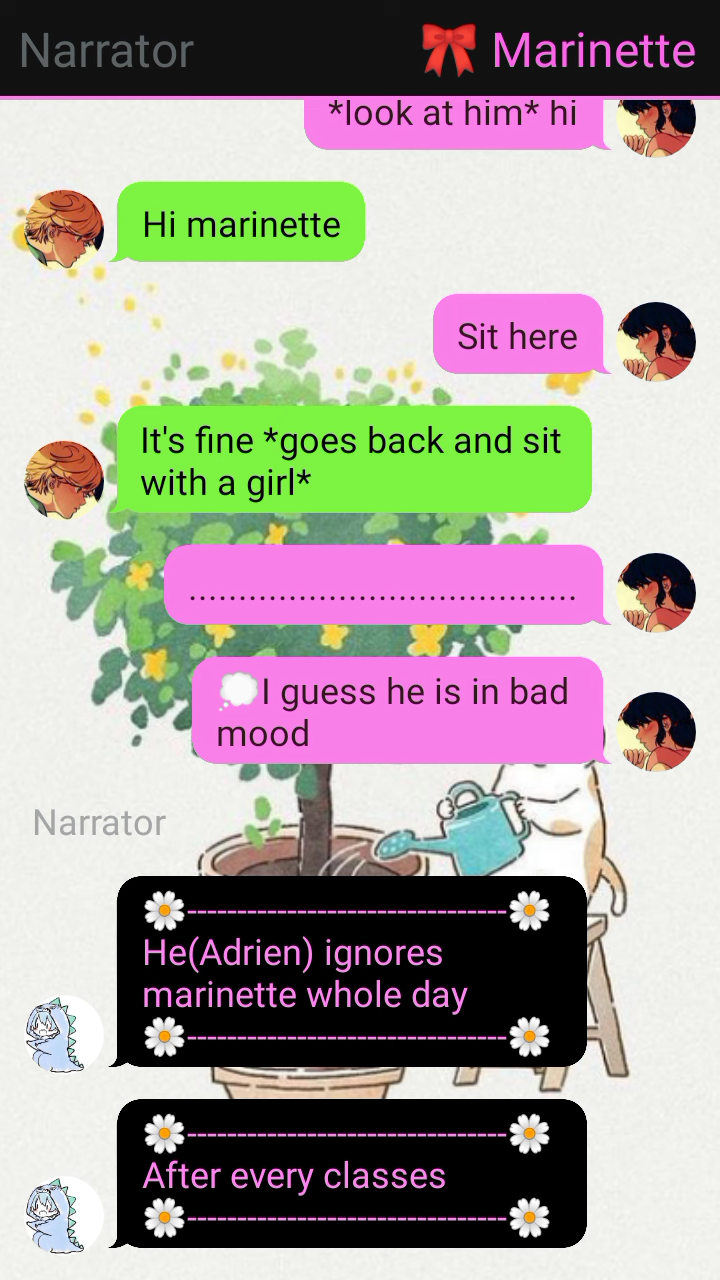 Narrator
🎀 Marinette
*look at him* hi
Hi marinette
Sit here
It's fine *goes back and sit
with a girl*
.......................................
💭I guess he is in bad
mood
Narrator
🌼--------------------------------🌼
He(Adrien) ignores
marinette whole day
🌼--------------------------------🌼
🌼--------------------------------🌼
After every classes
🌼--------------------------------🌼